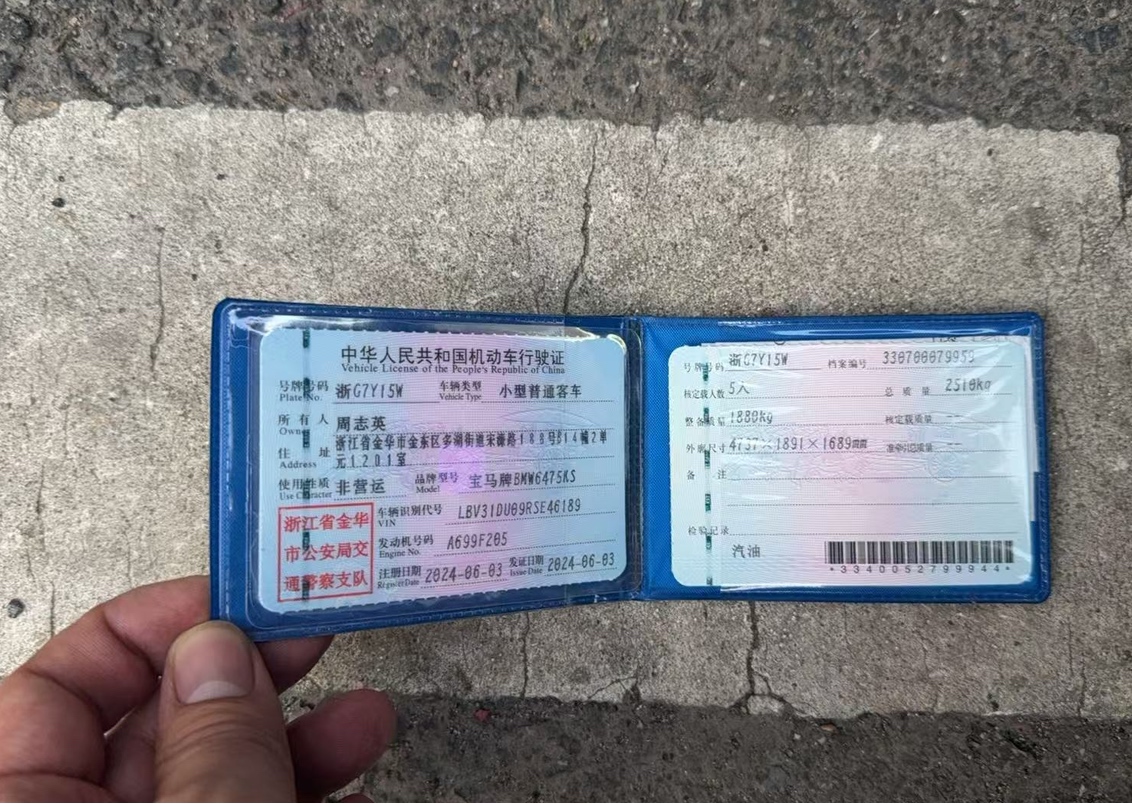 中华人民共和国机动车行驶证
Vehicle License of the People's Republic of China
号牌号码 浙G7Y15W 车辆类型 小型普通客车
Plate No. Vehicle Type
所有人 周志英
Owner
住址 浙江省金华市金东区多湖街道宋濂路188号14幢2单
Address 元1201室
使用性质 非营运 品牌型号 宝马牌BMW6475KS
Use Character Model
浙江省金华
市公安局交
通警察支队
车辆识别代号 LBV31DU09RSE46189
VIN
发动机号码 A699F205
Engine No.
注册日期 2024-06-03 发证日期 2024-06-03
Register Date Issue Date
号牌号码 浙G7Y15W 档案编号 330700079959
核定载人数 5人 总质量 2510kg
整备质量 1880kg 核定载质量 --
外廓尺寸 4737×1891×1689mm 准牵引总质量 --
备注
检验记录
汽油
*3340052799944*